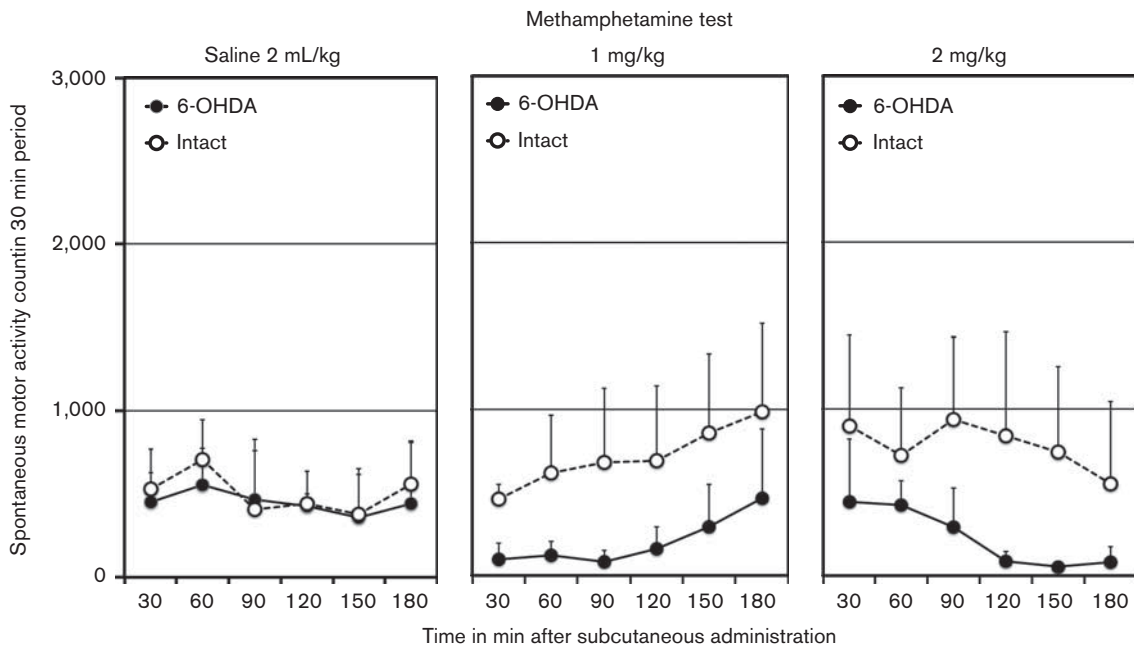 Methamphetamine test
Saline 2 mL/kg
1 mg/kg
2 mg/kg
Spontaneous motor activity countin 30 min period
3,000
2,000
1,000
0
6-OHDA
Intact
6-OHDA
Intact
6-OHDA
Intact
30 60 90 120 150 180
30 60 90 120 150 180
30 60 90 120 150 180
Time in min after subcutaneous administration